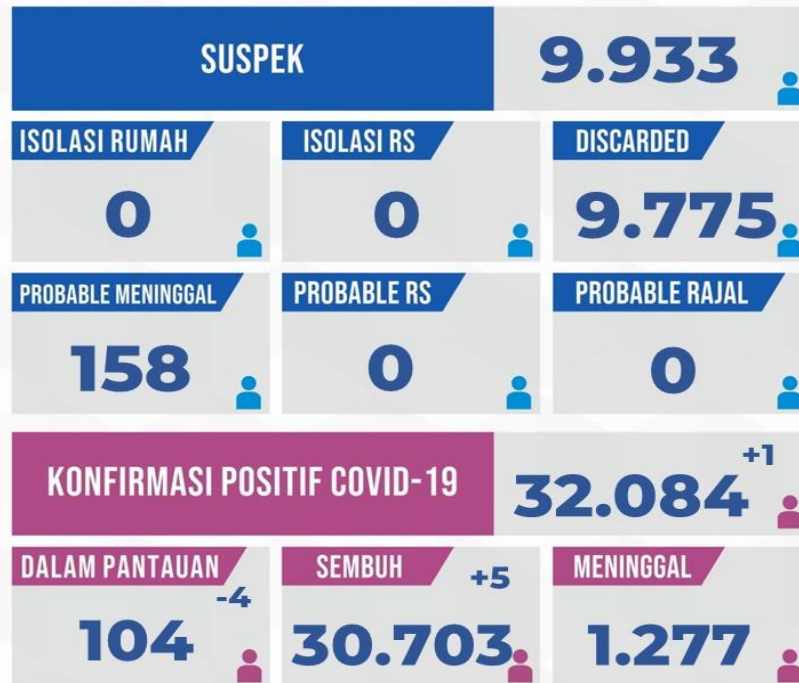 SUSPEK 9.933
ISOLASI RUMAH ISOLASI RS DISCARDED
0 0 9.775
PROBABLE MENINGGAL PROBABLE RS PROBABLE RAJAL
158 0 0
KONFIRMASI POSITIF COVID-19 32.084 +1
DALAM PANTAUAN SEMBUH MENINGGAL
-4 +5
104 30.703 1.277